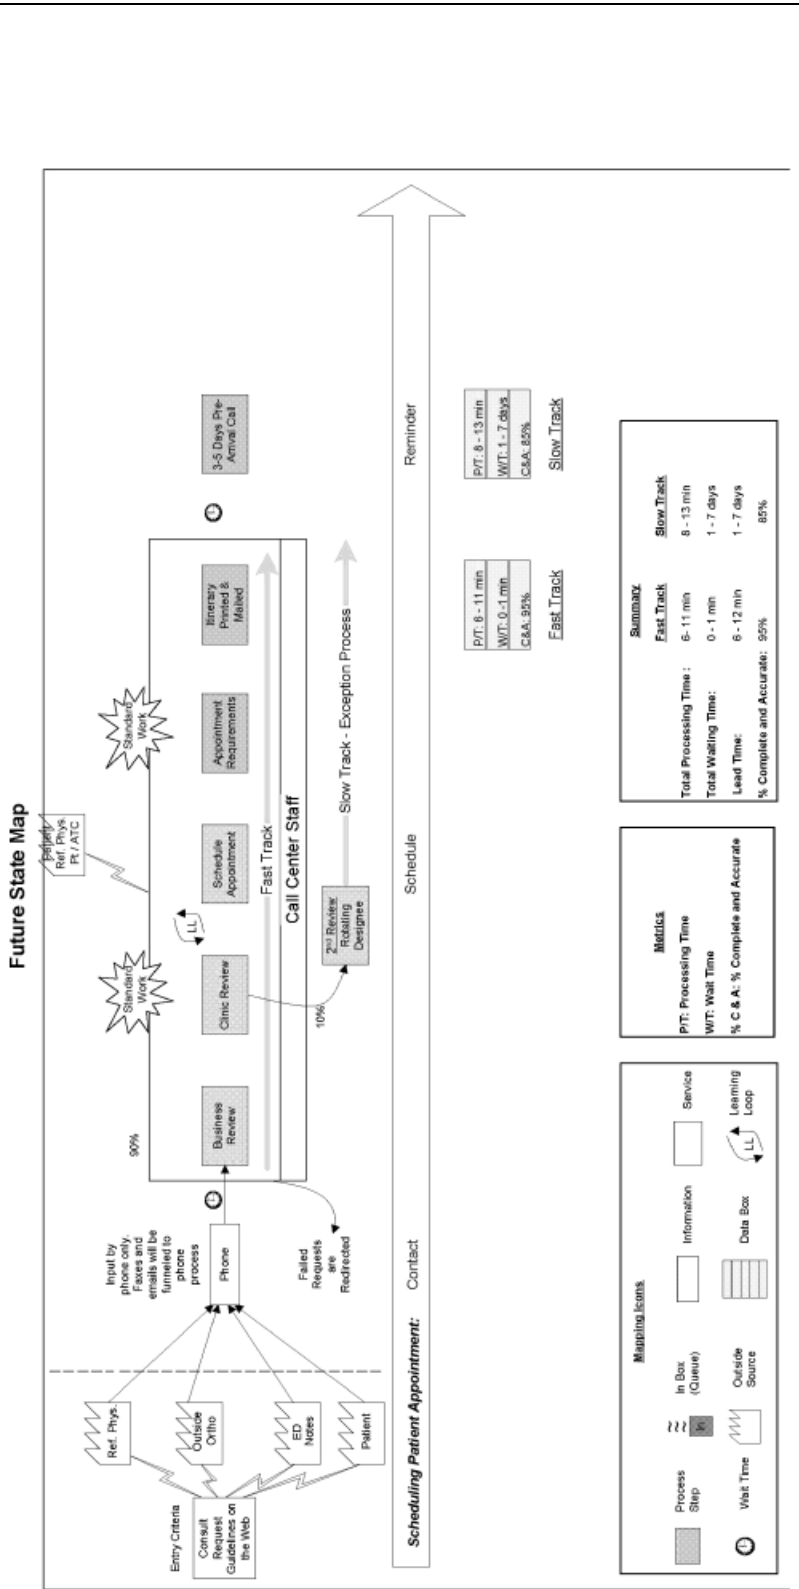 Future State Map
Entry Criteria
Consult
Request
Guidelines on
the Web
Ref. Phys.
Outside
Ortho
ED
Notes
Patient
Input by
phone only.
Faxes and
emails will be
funneled to
phone
process
Phone
Failed
Requests
are
Redirected
90%
Business
Review
Standard
Work
Clinic Review
10%
LL
2nd Review
Rotating
Designee
Ref. Phys.
Pt / ATC
Schedule
Appointment
Standard
Work
Appointment
Requirements
Itinerary
Printed &
Mailed
Fast Track
Call Center Staff
Slow Track - Exception Process
3-5 Days Pre-
Arrival Call
Scheduling Patient Appointment:
Contact
Schedule
Reminder
P/T: 6 - 11 min
W/T: 0 -1 min
C&A: 95%
Fast Track
P/T: 8 - 13 min
W/T: 1 - 7 days
C&A: 85%
Slow Track
Mapping Icons
Process
Step
In
In Box
(Queue)
Information
Service
Wait Time
Outside
Source
Data Box
LL
Learning
Loop
Metrics
P/T: Processing Time
W/T: Wait Time
% C & A: % Complete and Accurate
Summary
Fast Track Slow Track
Total Processing Time : 6- 11 min 8 - 13 min
Total Waiting Time: 0 - 1 min 1 - 7 days
Lead Time: 6 - 12 min 1 - 7 days
% Complete and Accurate: 95% 85%